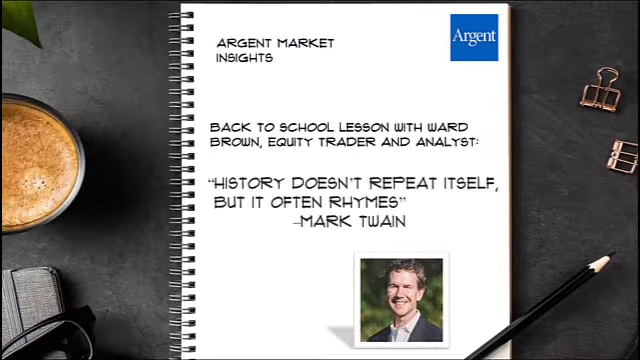 ARGENT MARKET
INSIGHTS
Argent
BACK TO SCHOOL LESSON WITH WARD
BROWN, EQUITY TRADER AND ANALYST:
“HISTORY DOESN’T REPEAT ITSELF,
BUT IT OFTEN RHYMES”
–MARK TWAIN